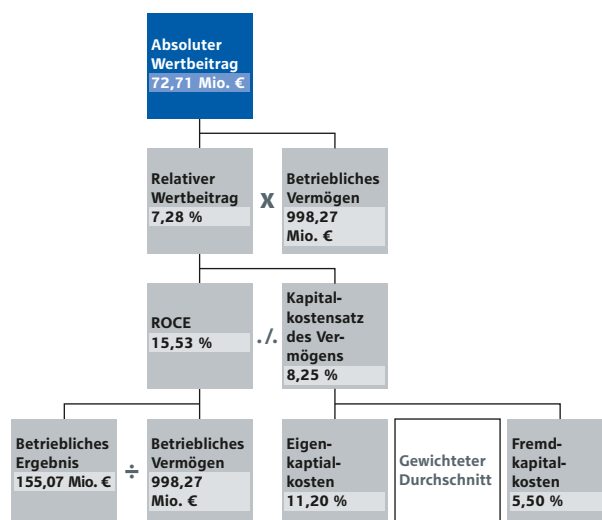 Absoluter
Wertbeitrag
72,71 Mio. €
Relativer
Wertbeitrag
7,28 %
x
Betriebliches
Vermögen
998,27
Mio. €
ROCE
15,53 %
./.
Kapital-
kostensatz
des Ver-
mögens
8,25 %
Betriebliches
Ergebnis
155,07 Mio. €
÷
Betriebliches
Vermögen
998,27
Mio. €
Eigen-
kaptial-
kosten
11,20 %
Gewichteter
Durchschnitt
Fremd-
kapital-
kosten
5,50 %